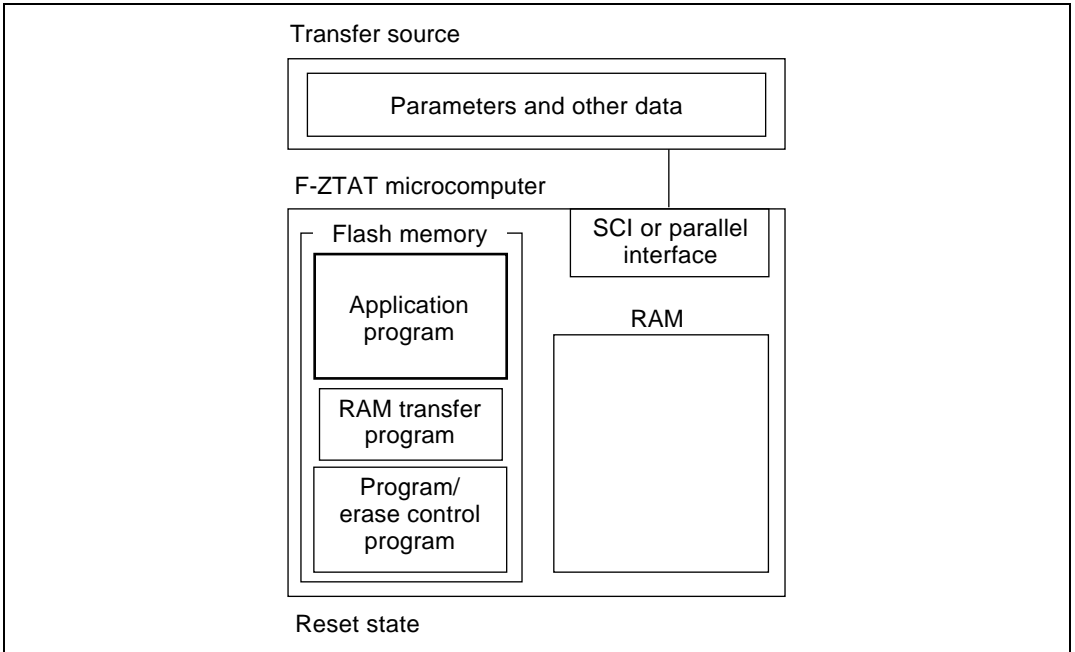 Transfer source
Parameters and other data
F-ZTAT microcomputer
Flash memory
SCI or parallel
interface
Application
program
RAM
RAM transfer
program
Program/
erase control
program
Reset state